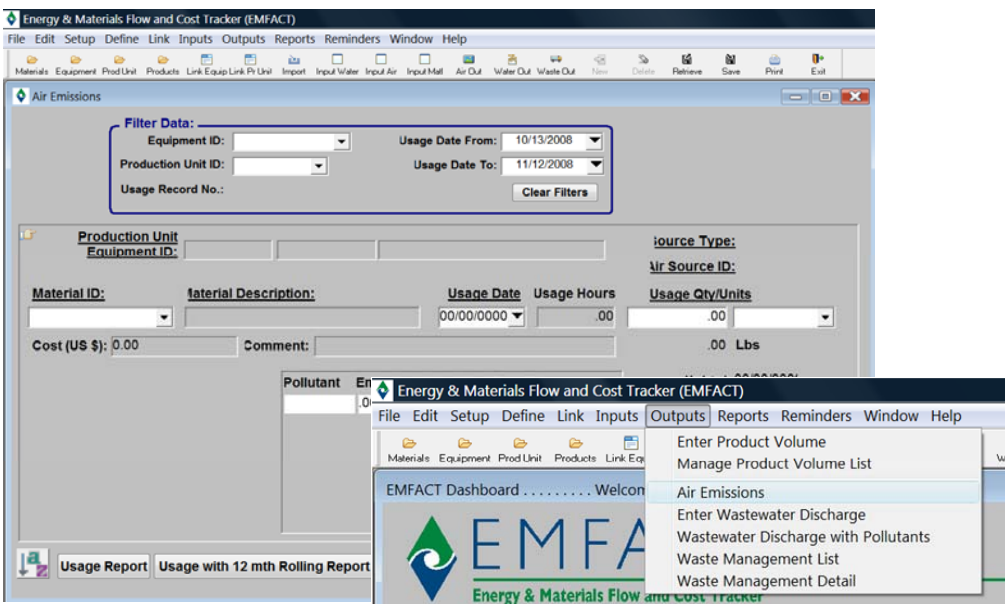 Energy & Materials Flow and Cost Tracker (EMFACT)
File Edit Setup Define Link Inputs Outputs Reports Reminders Window Help
Materials Equipment Prod Unit Products Link Equip Link Pr Unit Import Input Water Input Air Input Matl Air Out Water Out Waste Out New Delete Retrieve Save Print Exit
Air Emissions
Filter Data:
Equipment ID: Usage Date From: 10/13/2008
Production Unit ID: Usage Date To: 11/12/2008
Usage Record No.: Clear Filters
Production Unit ource Type:
Equipment ID: Air Source ID:
Material ID: aterial Description: Usage Date Usage Hours Usage Qty/Units
00/00/0000 .00 .00
Cost (US $): 0.00 Comment: .00 Lbs
Pollutant
Usage Report Usage with 12 mth Rolling Report
Energy & Materials Flow and Cost Tracker (EMFACT)
File Edit Setup Define Link Inputs Outputs Reports Reminders Window Help
Materials Equipment Prod Unit Products Link Eq
Enter Product Volume
Manage Product Volume List
Air Emissions
Enter Wastewater Discharge
Wastewater Discharge with Pollutants
Waste Management List
Waste Management Detail
EMFACT Dashboard . . . . . . . . . Welcom
EMFA
Energy & Materials Flow and Cost Tracker